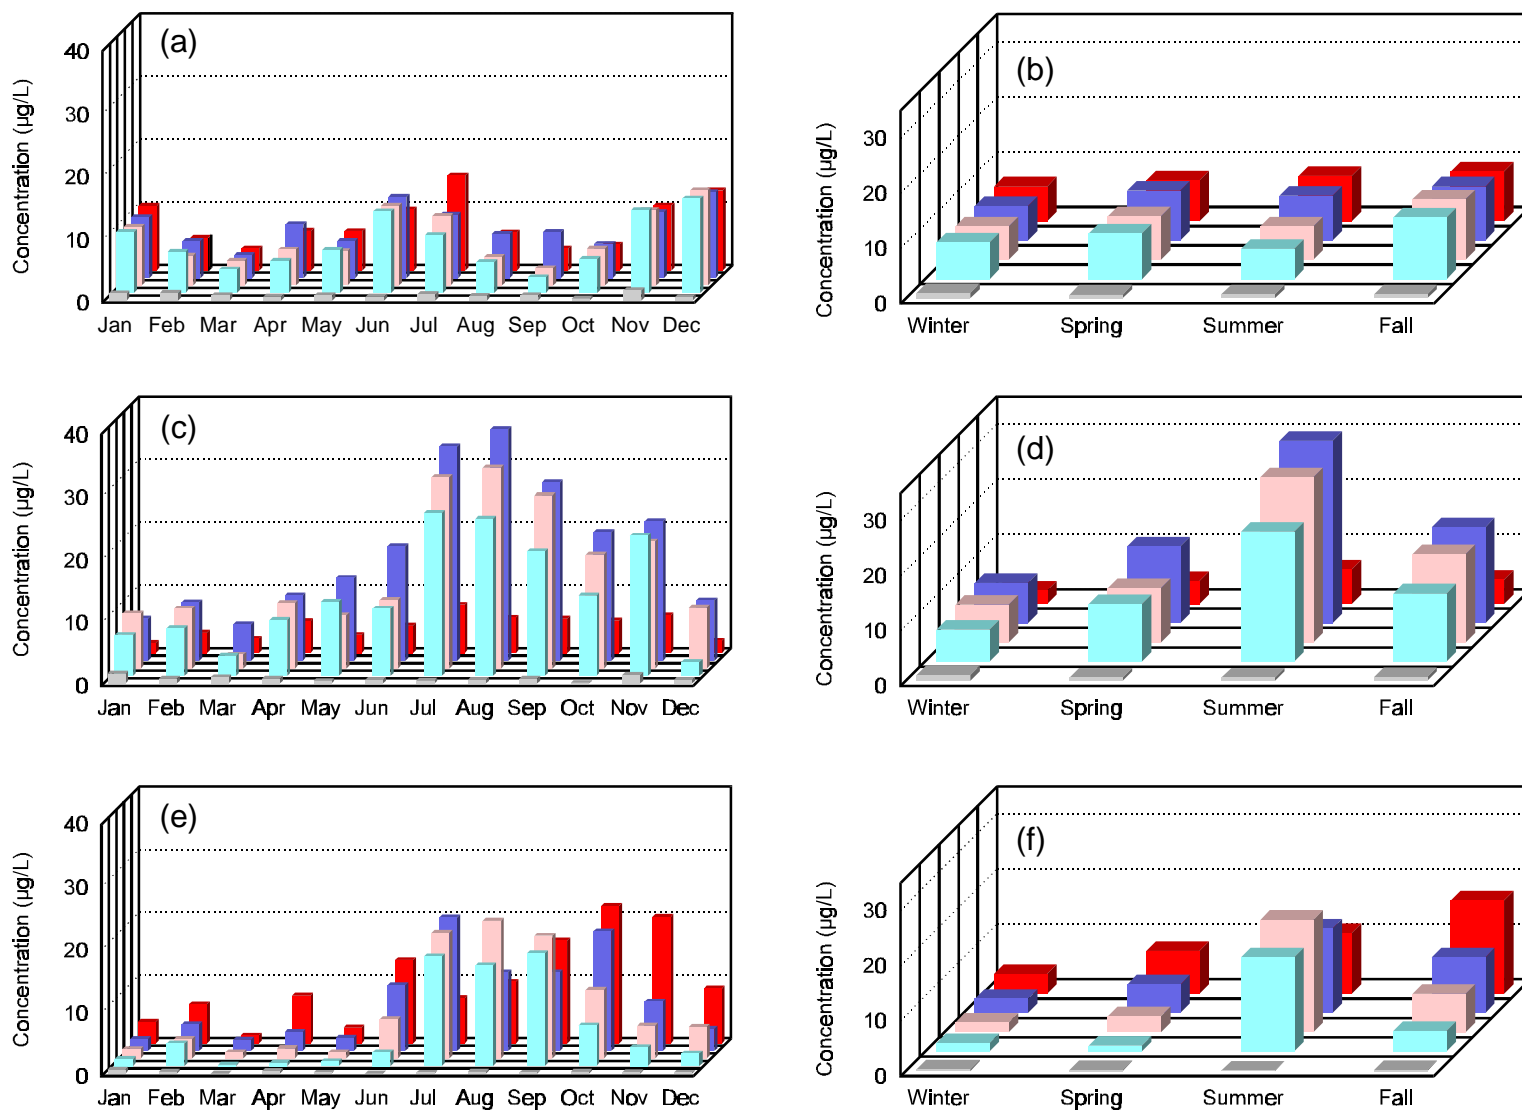 (a)
Concentration (µg/L)
40
30
20
10
0
Jan Feb Mar Apr May Jun Jul Aug Sep Oct Nov Dec
(b)
Concentration (µg/L)
30
20
10
0
Winter Spring Summer Fall
(c)
Concentration (µg/L)
40
30
20
10
0
Jan Feb Mar Apr May Jun Jul Aug Sep Oct Nov Dec
(d)
Concentration (µg/L)
30
20
10
0
Winter Spring Summer Fall
(e)
Concentration (µg/L)
40
30
20
10
0
Jan Feb Mar Apr May Jun Jul Aug Sep Oct Nov Dec
(f)
Concentration (µg/L)
30
20
10
0
Winter Spring Summer Fall